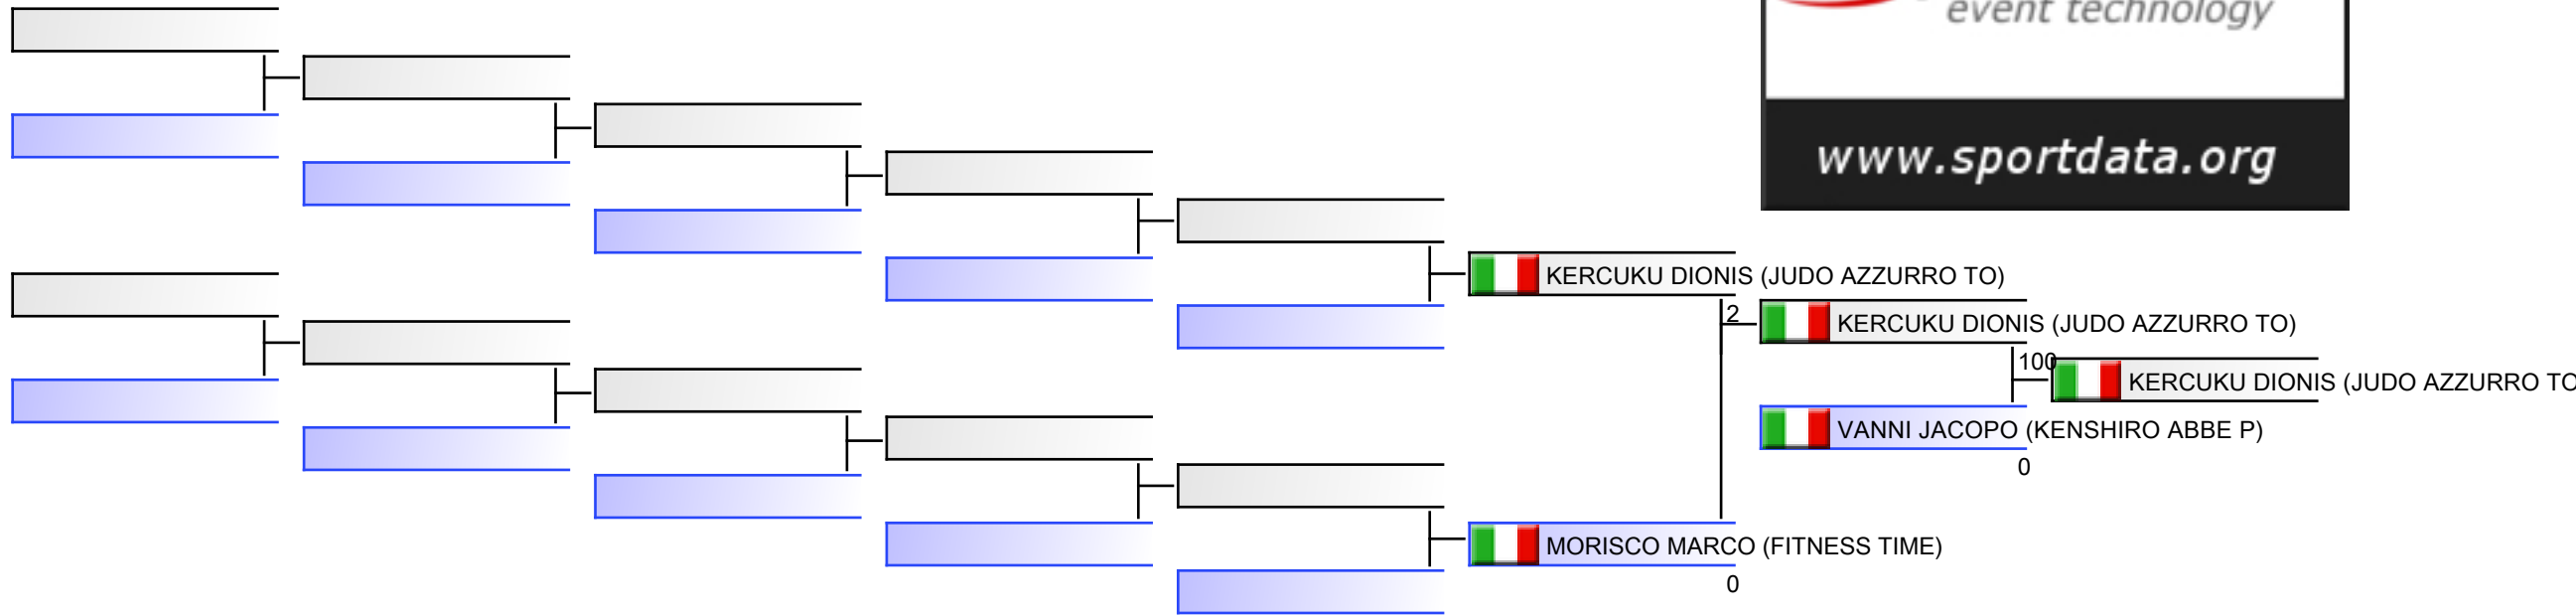 event technology
www.sportdata.org
KERCUKU DIONIS (JUDO AZZURRO TO)
2
KERCUKU DIONIS (JUDO AZZURRO TO)
100
KERCUKU DIONIS (JUDO AZZURRO TO
VANNI JACOPO (KENSHIRO ABBE P)
0
MORISCO MARCO (FITNESS TIME)
0